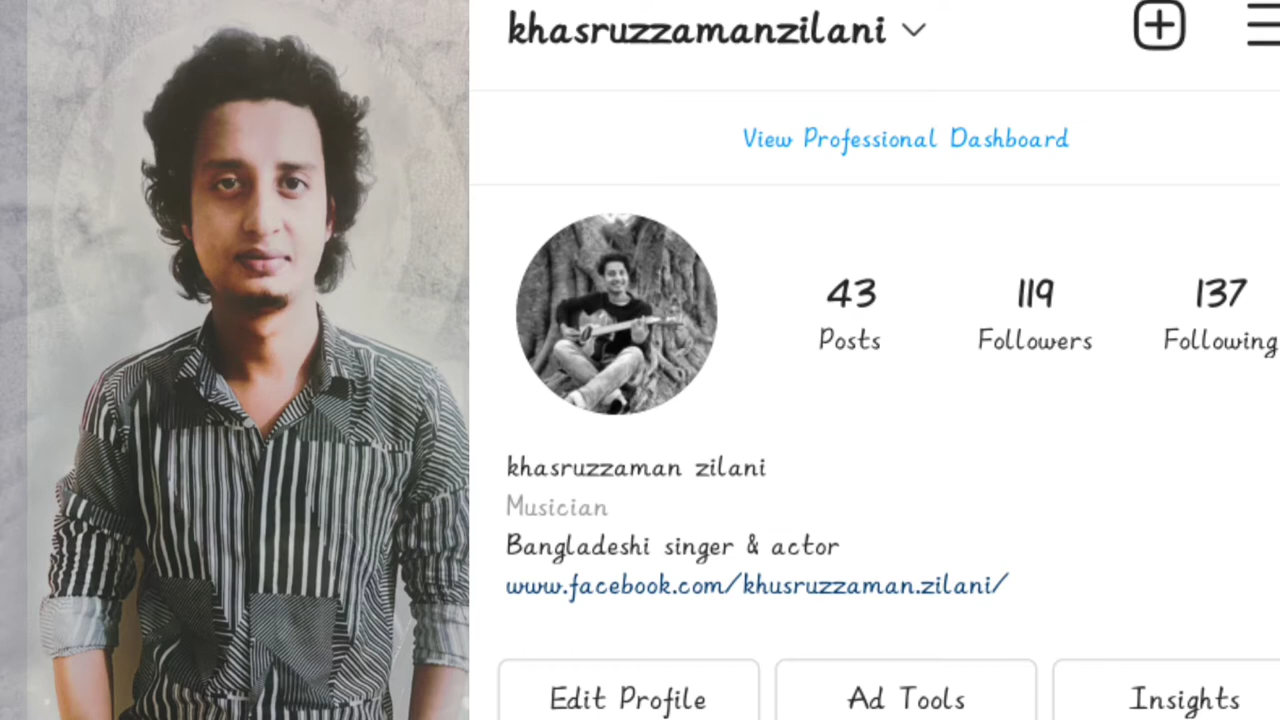 khasruzzamanzilani
View Professional Dashboard
43 119 137
Posts Followers Following
khasruzzaman zilani
Musician
Bangladeshi singer & actor
www.facebook.com/khusruzzaman.zilani/
Edit Profile Ad Tools Insights